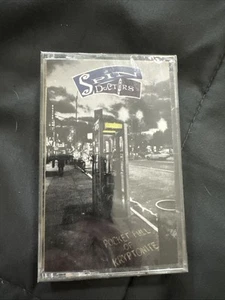 SPIN
DOCTORS
POCKET FULL
OF
KRYPTONITE